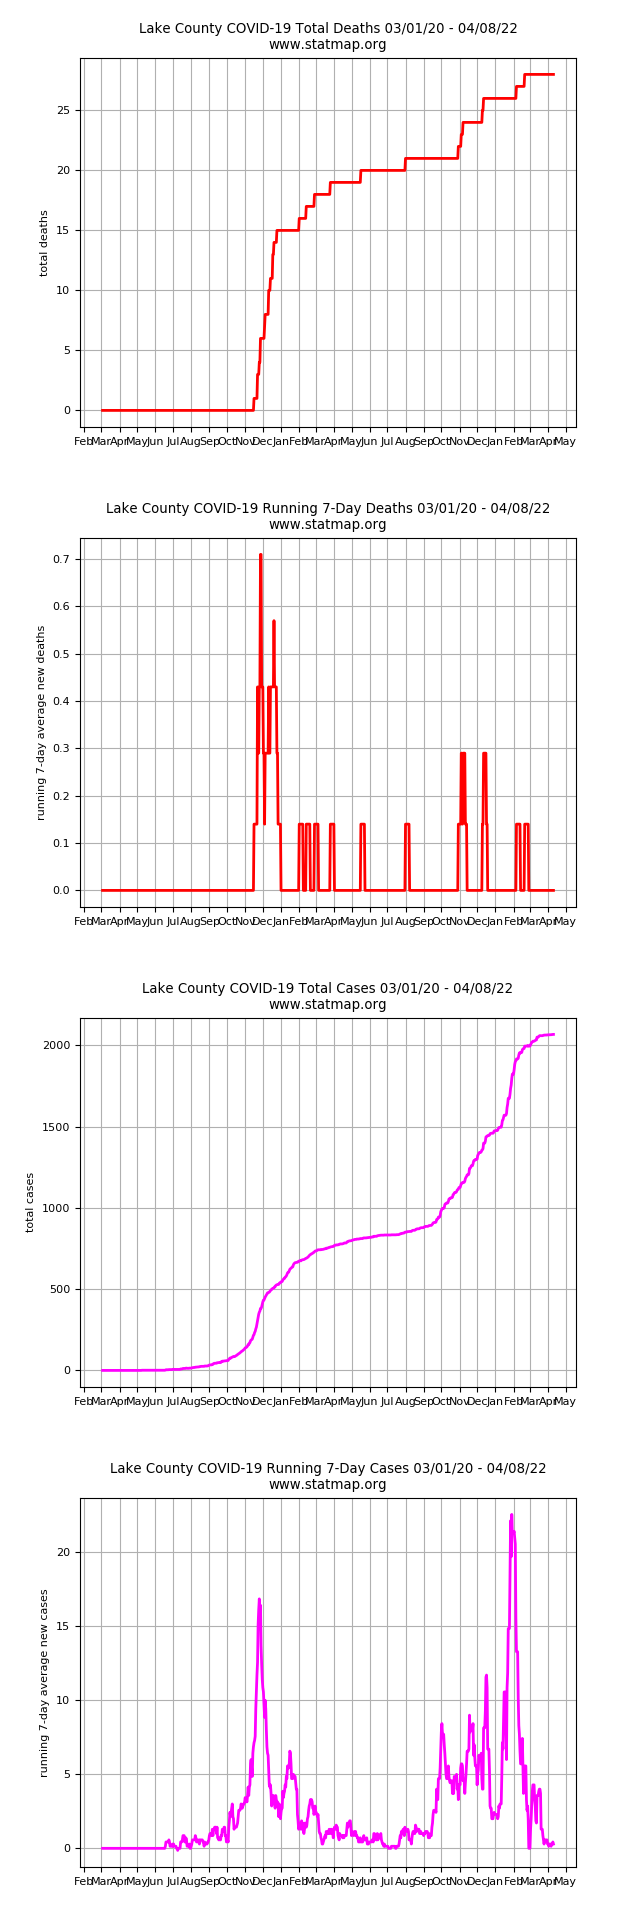 Lake County COVID-19 Total Deaths 03/01/20 - 04/08/22
www.statmap.org
25
20
15
10
5
0
total deaths
Feb Mar Apr May Jun Jul Aug Sep Oct Nov Dec Jan Feb Mar Apr May Jun Jul Aug Sep Oct Nov Dec Jan Feb Mar Apr May
Lake County COVID-19 Running 7-Day Deaths 03/01/20 - 04/08/22
www.statmap.org
0.7
0.6
0.5
0.4
0.3
0.2
0.1
0.0
running 7-day average new deaths
Feb Mar Apr May Jun Jul Aug Sep Oct Nov Dec Jan Feb Mar Apr May Jun Jul Aug Sep Oct Nov Dec Jan Feb Mar Apr May
Lake County COVID-19 Total Cases 03/01/20 - 04/08/22
www.statmap.org
2000
1500
1000
500
0
total cases
Feb Mar Apr May Jun Jul Aug Sep Oct Nov Dec Jan Feb Mar Apr May Jun Jul Aug Sep Oct Nov Dec Jan Feb Mar Apr May
Lake County COVID-19 Running 7-Day Cases 03/01/20 - 04/08/22
www.statmap.org
20
15
10
5
0
running 7-day average new cases
Feb Mar Apr May Jun Jul Aug Sep Oct Nov Dec Jan Feb Mar Apr May Jun Jul Aug Sep Oct Nov Dec Jan Feb Mar Apr May